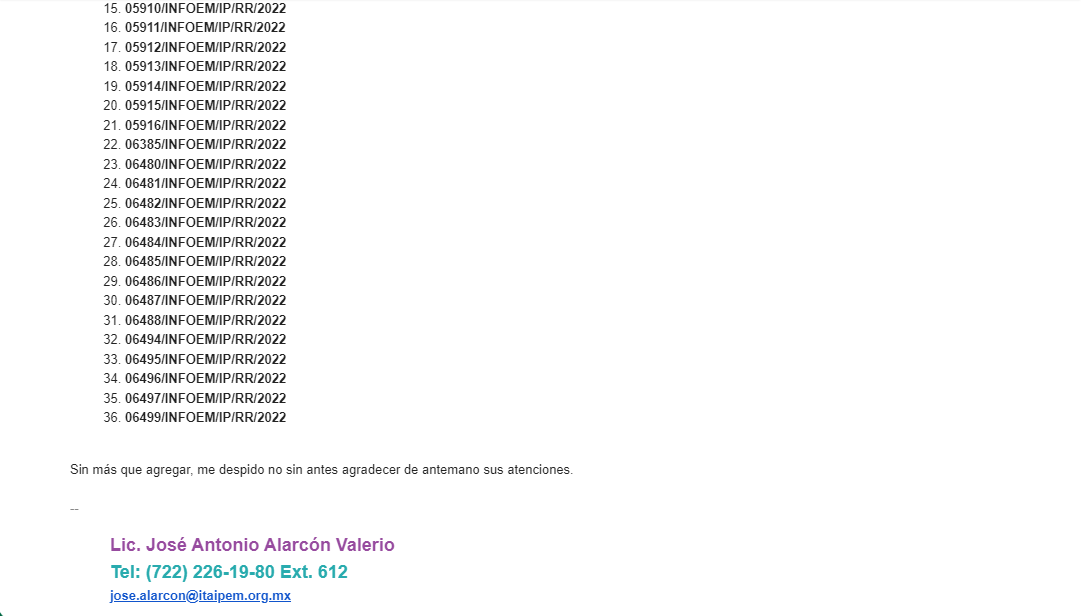 15. 05910/INFOEM/IP/RR/2022
16. 05911/INFOEM/IP/RR/2022
17. 05912/INFOEM/IP/RR/2022
18. 05913/INFOEM/IP/RR/2022
19. 05914/INFOEM/IP/RR/2022
20. 05915/INFOEM/IP/RR/2022
21. 05916/INFOEM/IP/RR/2022
22. 06385/INFOEM/IP/RR/2022
23. 06480/INFOEM/IP/RR/2022
24. 06481/INFOEM/IP/RR/2022
25. 06482/INFOEM/IP/RR/2022
26. 06483/INFOEM/IP/RR/2022
27. 06484/INFOEM/IP/RR/2022
28. 06485/INFOEM/IP/RR/2022
29. 06486/INFOEM/IP/RR/2022
30. 06487/INFOEM/IP/RR/2022
31. 06488/INFOEM/IP/RR/2022
32. 06494/INFOEM/IP/RR/2022
33. 06495/INFOEM/IP/RR/2022
34. 06496/INFOEM/IP/RR/2022
35. 06497/INFOEM/IP/RR/2022
36. 06499/INFOEM/IP/RR/2022
Sin más que agregar, me despido no sin antes agradecer de antemano sus atenciones.
--
Lic. José Antonio Alarcón Valerio
Tel: (722) 226-19-80 Ext. 612
jose.alarcon@itaipem.org.mx